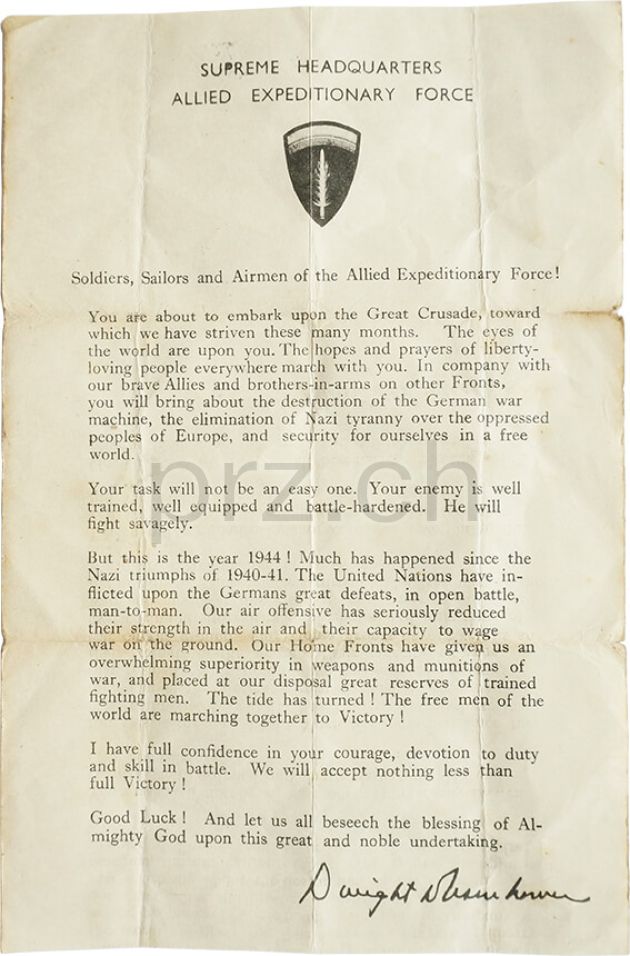 SUPREME HEADQUARTERS
ALLIED EXPEDITIONARY FORCE
Soldiers, Sailors and Airmen of the Allied Expeditionary Force!
You are about to embark upon the Great Crusade, toward
which we have striven these many months. The eyes of
the world are upon you. The hopes and prayers of liberty-
loving people everywhere march with you. In company with
our brave Allies and brothers-in-arms on other Fronts,
you will bring about the destruction of the German war
machine, the elimination of Nazi tyranny over the oppressed
peoples of Europe, and security for ourselves in a free
world.
prz.ch
Your task will not be an easy one. Your enemy is well
trained, well equipped and battle-hardened. He will
fight savagely.
But this is the year 1944 ! Much has happened since the
Nazi triumphs of 1940-41. The United Nations have in-
flicted upon the Germans great defeats, in open battle,
man-to-man. Our air offensive has seriously reduced
their strength in the air and their capacity to wage
war on the ground. Our Home Fronts have given us an
overwhelming superiority in weapons and munitions of
war, and placed at our disposal great reserves of trained
fighting men. The tide has turned ! The free men of the
world are marching together to Victory !
I have full confidence in your courage, devotion to duty
and skill in battle. We will accept nothing less than
full Victory !
Good Luck ! And let us all beseech the blessing of Al-
mighty God upon this great and noble undertaking.
Dwight D Eisenhower